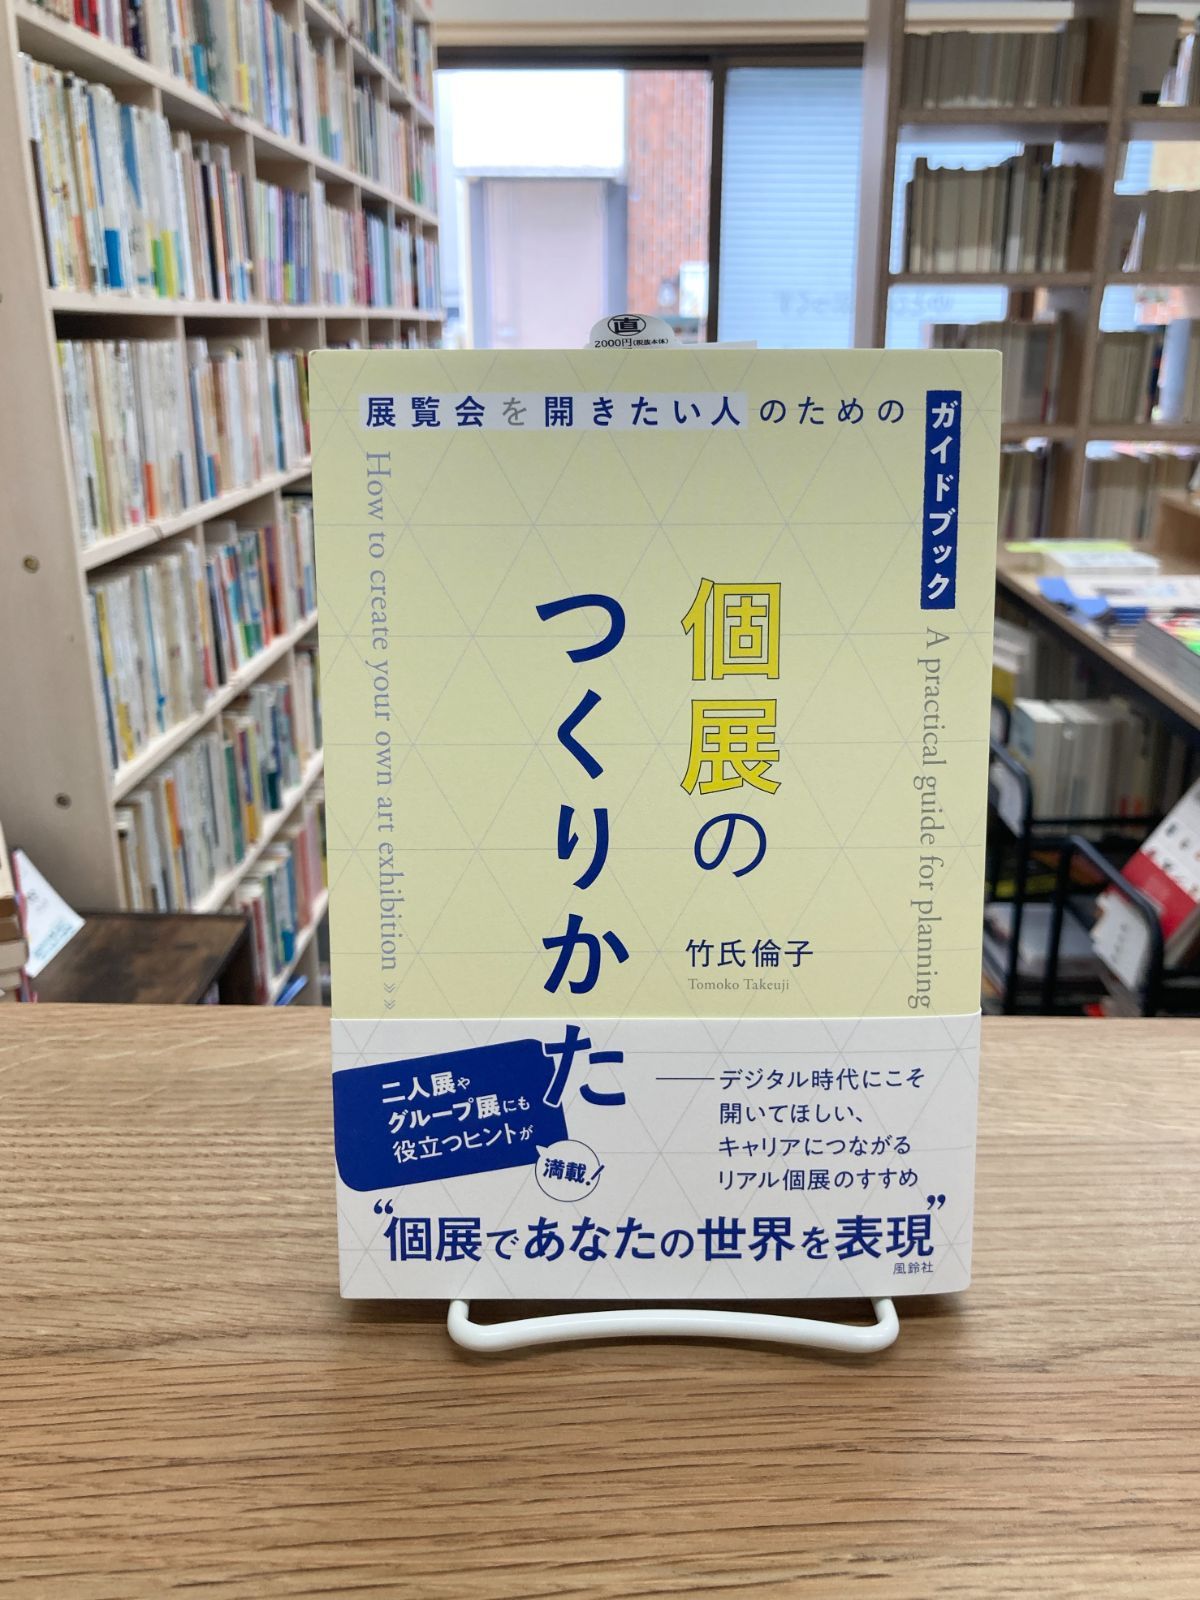 直
2000円(税抜本体)
展覧会を開きたい人のための
ガイドブック
A practical guide for planning
How to create your own art exhibition »»
個展の
つくりかた
竹氏倫子
Tomoko Takeuji
二人展や
グループ展にも
役立つヒントが
満載!
――デジタル時代にこそ
開いてほしい、
キャリアにつながる
リアル個展のすすめ
“個展であなたの世界を表現”
風鈴社